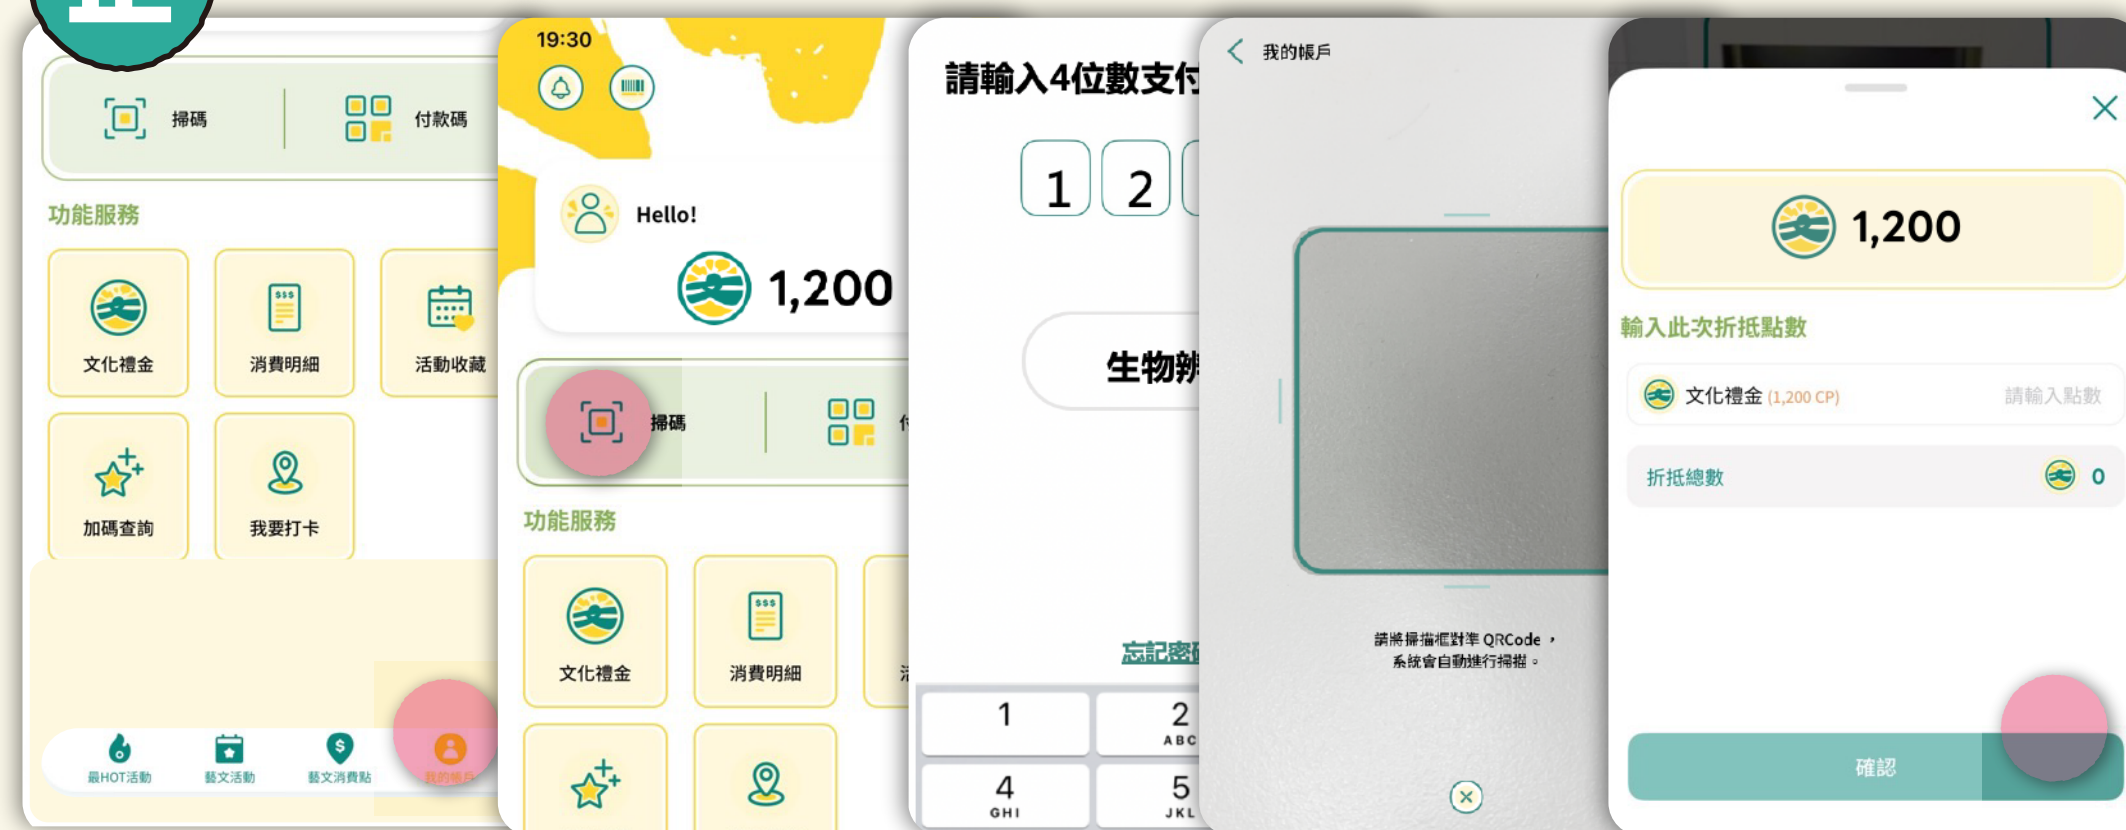 掃碼
付款碼
功能服務
文化禮金
消費明細
活動收藏
加碼查詢
我要打卡
最HOT活動
藝文活動
藝文消費點
我的帳戶
19:30
Hello!
1,200
掃碼
功能服務
文化禮金
消費明細
請輸入4位數支付
1 2
生物辨
忘記密
1
2
ABC
4
GHI
5
JKL
我的帳戶
請將掃描框對準 QRCode,
系統會自動進行掃描。
1,200
輸入此次折抵點數
文化禮金 (1,200 CP)
請輸入點數
折抵總數
0
確認